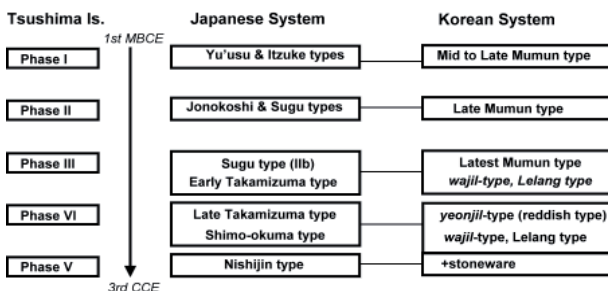 Tsushima Is.
Japanese System
Korean System
1st MBCE
Phase I
Yu'usu & Itzuke types
Mid to Late Mumun type
Phase II
Jonokoshi & Sugu types
Late Mumun type
Phase III
Sugu type (IIb)
Early Takamizuma type
Latest Mumun type
wajil-type, Lelang type
Phase VI
Late Takamizuma type
Shimo-okuma type
yeonjil-type (reddish type)
wajil-type, Lelang type
Phase V
Nishijin type
+stoneware
3rd CCE